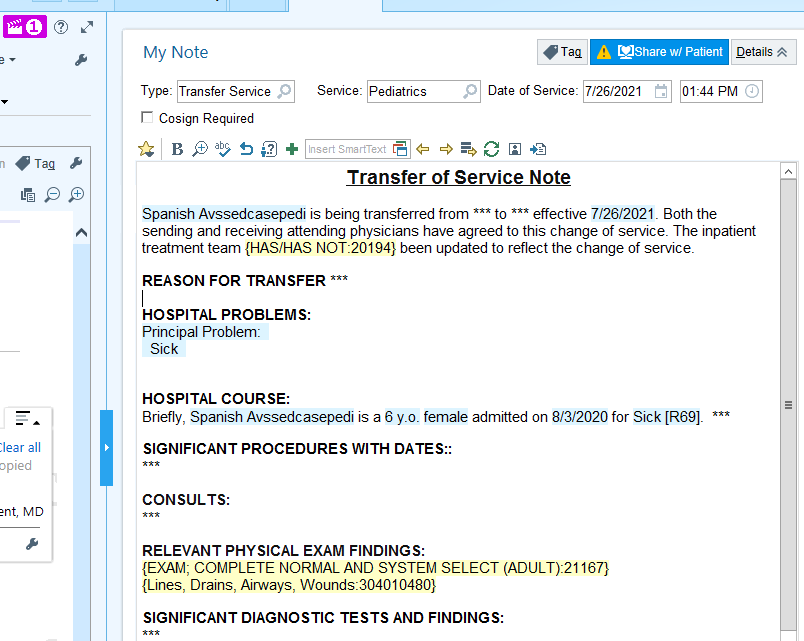 1
e
n
Tag
Clear all
opied
ent, MD
My Note
Tag
Share w/ Patient
Details
Type: Transfer Service Service: Pediatrics Date of Service: 7/26/2021 01:44 PM
Cosign Required
B abc Insert SmartText
Transfer of Service Note
Spanish Avssedcasepedi is being transferred from *** to *** effective 7/26/2021. Both the
sending and receiving attending physicians have agreed to this change of service. The inpatient
treatment team {HAS/HAS NOT:20194} been updated to reflect the change of service.
REASON FOR TRANSFER ***
HOSPITAL PROBLEMS:
Principal Problem:
Sick
HOSPITAL COURSE:
Briefly, Spanish Avssedcasepedi is a 6 y.o. female admitted on 8/3/2020 for Sick [R69]. ***
SIGNIFICANT PROCEDURES WITH DATES::
***
CONSULTS:
***
RELEVANT PHYSICAL EXAM FINDINGS:
{EXAM; COMPLETE NORMAL AND SYSTEM SELECT (ADULT):21167}
{Lines, Drains, Airways, Wounds:304010480}
SIGNIFICANT DIAGNOSTIC TESTS AND FINDINGS:
***